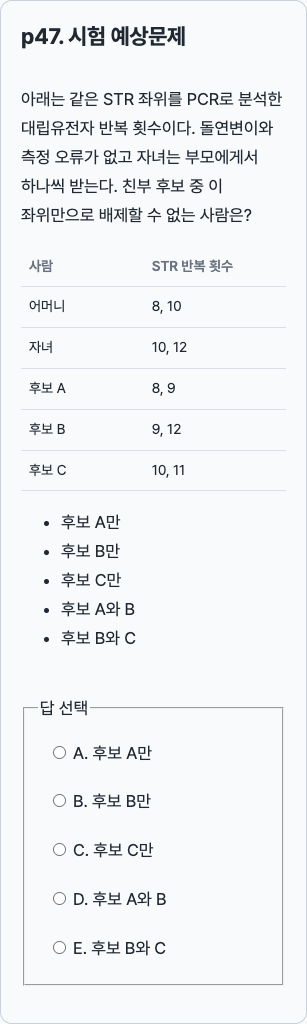 p47. 시험 예상문제
아래는 같은 STR 좌위를 PCR로 분석한
대립유전자 반복 횟수이다. 돌연변이와
측정 오류가 없고 자녀는 부모에게서
하나씩 받는다. 친부 후보 중 이
좌위만으로 배제할 수 없는 사람은?
사람 STR 반복 횟수
어머니 8, 10
자녀 10, 12
후보 A 8, 9
후보 B 9, 12
후보 C 10, 11
• 후보 A만
• 후보 B만
• 후보 C만
• 후보 A와 B
• 후보 B와 C
답 선택
A. 후보 A만
B. 후보 B만
C. 후보 C만
D. 후보 A와 B
E. 후보 B와 C